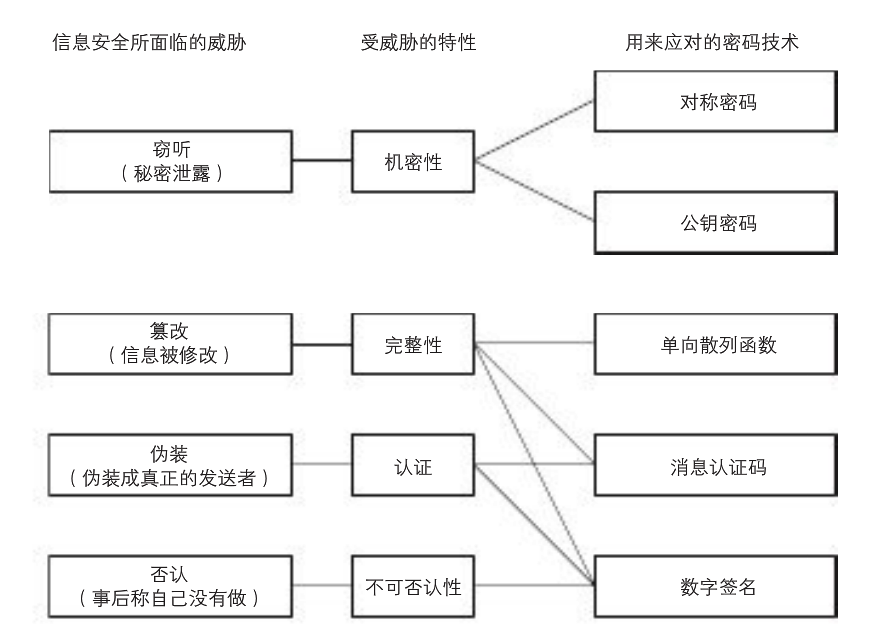 信息安全所面临的威胁
受威胁的特性
用来应对的密码技术
窃听
（秘密泄露）
机密性
对称密码
公钥密码
篡改
（信息被修改）
完整性
单向散列函数
伪装
（伪装成真正的发送者）
认证
消息认证码
否认
（事后称自己没有做）
不可否认性
数字签名